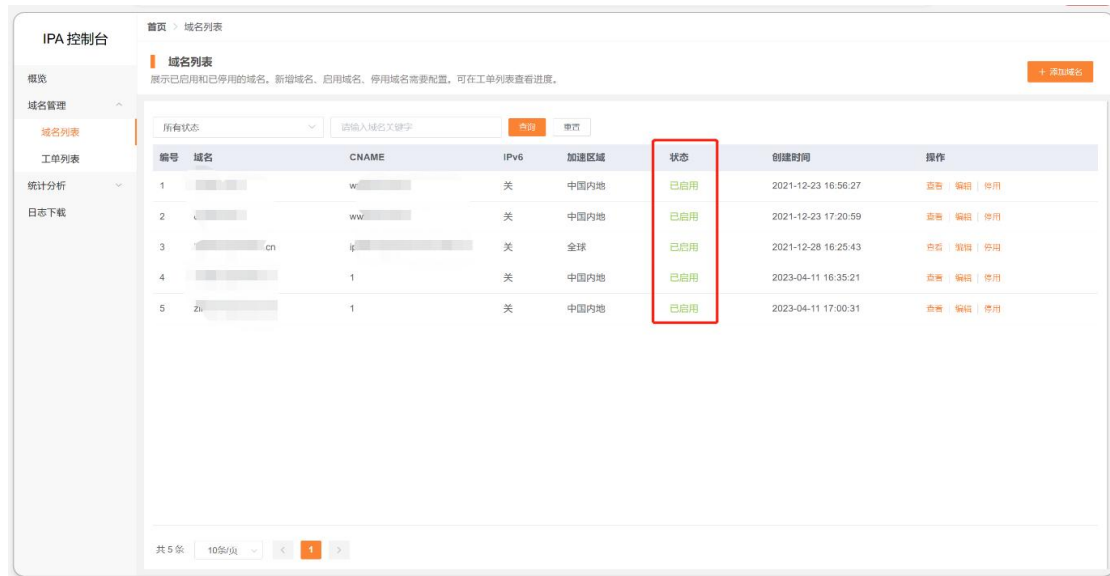 IPA 控制台
概览
域名管理
域名列表
工单列表
统计分析
日志下载
首页 > 域名列表
域名列表
展示已启用和已停用的域名。新增域名、启用域名、停用域名需要配置。可在工单列表查看进度。
+ 添加域名
所有状态 请输入域名关键字 查询 重置
编号 域名 CNAME IPv6 加速区域 状态 创建时间 操作
1 w 关 中国内地 已启用 2021-12-23 16:56:27 查看 编辑 停用
2 ww 关 中国内地 已启用 2021-12-23 17:20:59 查看 编辑 停用
3 cn 关 全球 已启用 2021-12-28 16:25:43 查看 编辑 停用
4 1 关 中国内地 已启用 2023-04-11 16:35:21 查看 编辑 停用
5 1 关 中国内地 已启用 2023-04-11 17:00:31 查看 编辑 停用
共 5 条 10条/页 < 1 >